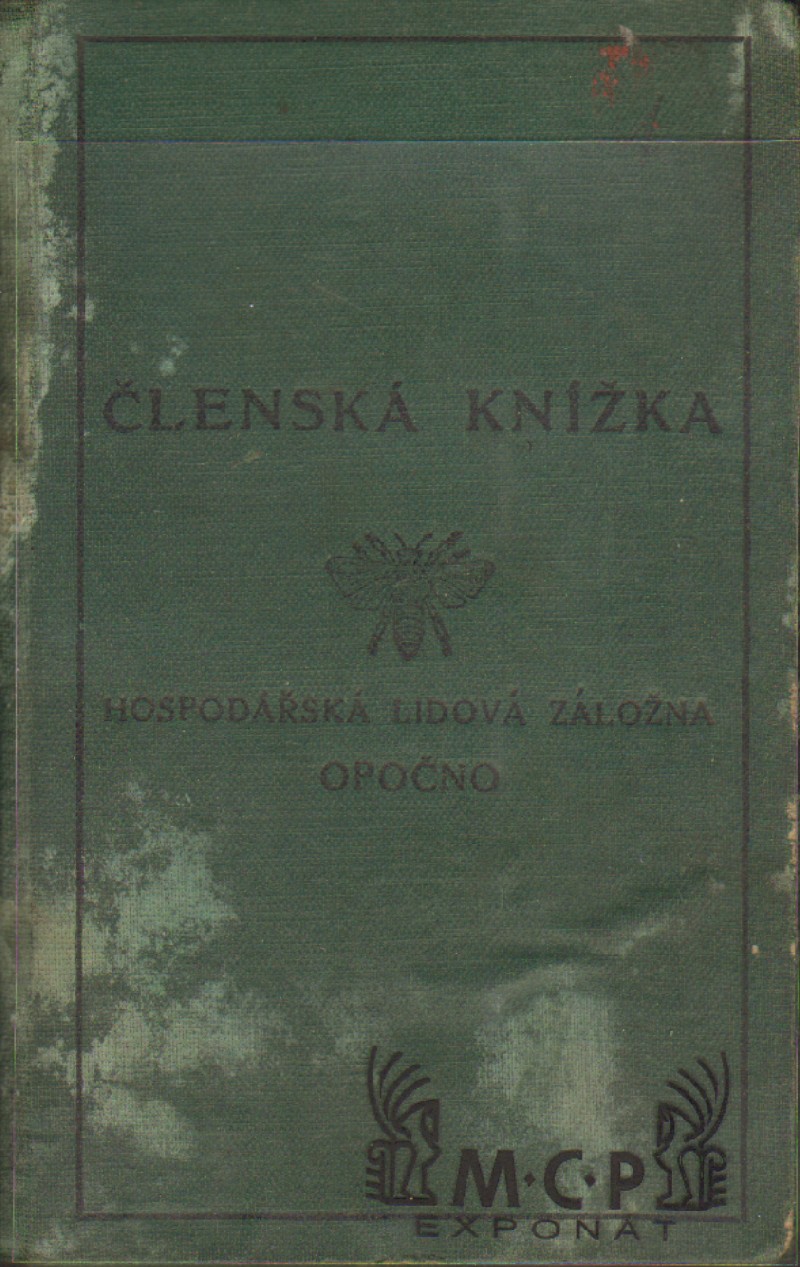 ČLENSKÁ KNÍŽKA
HOSPODÁŘSKÁ LIDOVÁ ZÁLOŽNA
OPOČNO
M·C·P
EXPONÁT